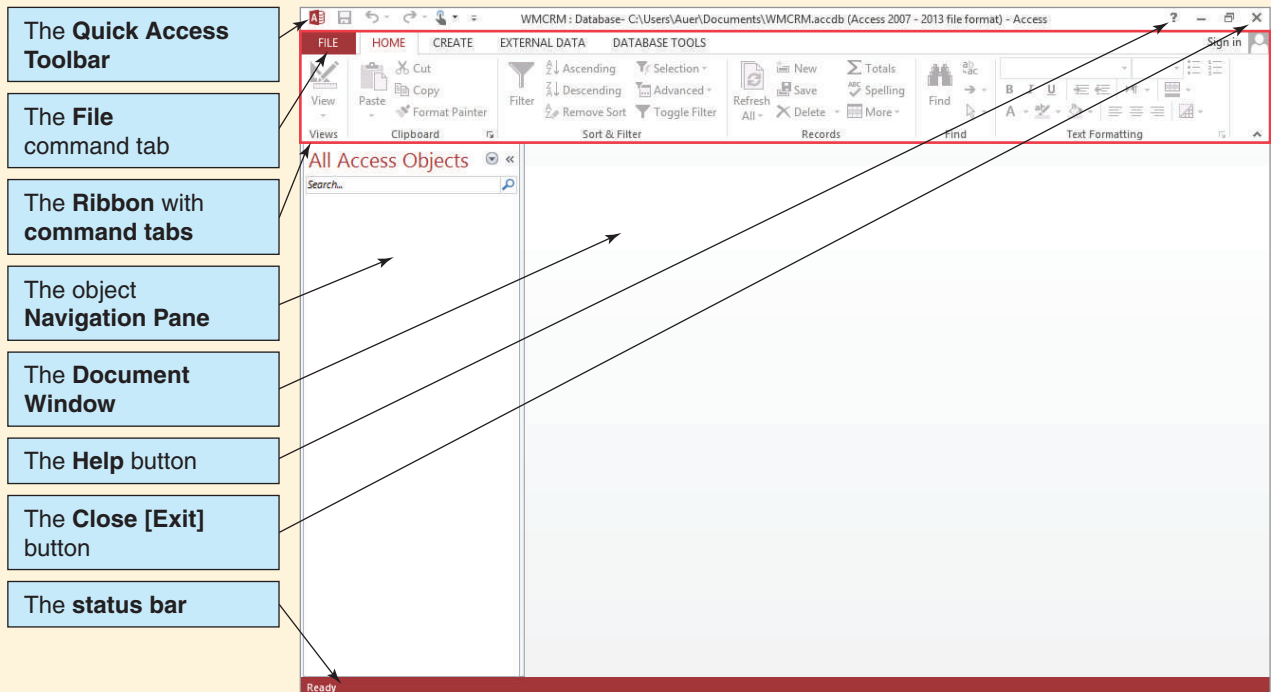 The Quick Access
Toolbar
The File
command tab
The Ribbon with
command tabs
The object
Navigation Pane
The Document
Window
The Help button
The Close [Exit]
button
The status bar
WMCRM : Database- C:\Users\Auer\Documents\WMCRM.accdb (Access 2007 - 2013 file format) - Access
FILE HOME CREATE EXTERNAL DATA DATABASE TOOLS Sign in
View
Views
Paste
Cut
Copy
Format Painter
Clipboard
Filter
Ascending
Descending
Remove Sort
Selection
Advanced
Toggle Filter
Sort & Filter
Refresh
All
New
Save
Delete
Totals
Spelling
More
Records
Find
Find
B I U
A
Text Formatting
All Access Objects
Search...
Ready